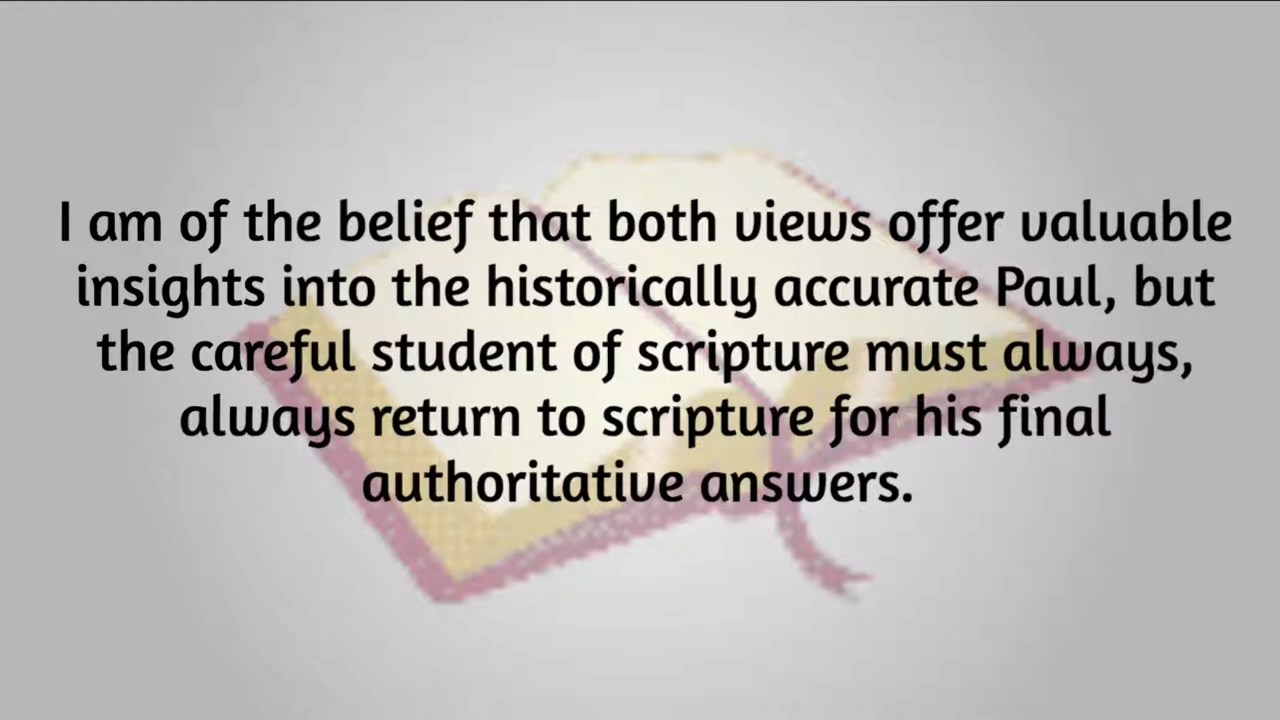 I am of the belief that both views offer valuable
insights into the historically accurate Paul, but
the careful student of scripture must always,
always return to scripture for his final
authoritative answers.